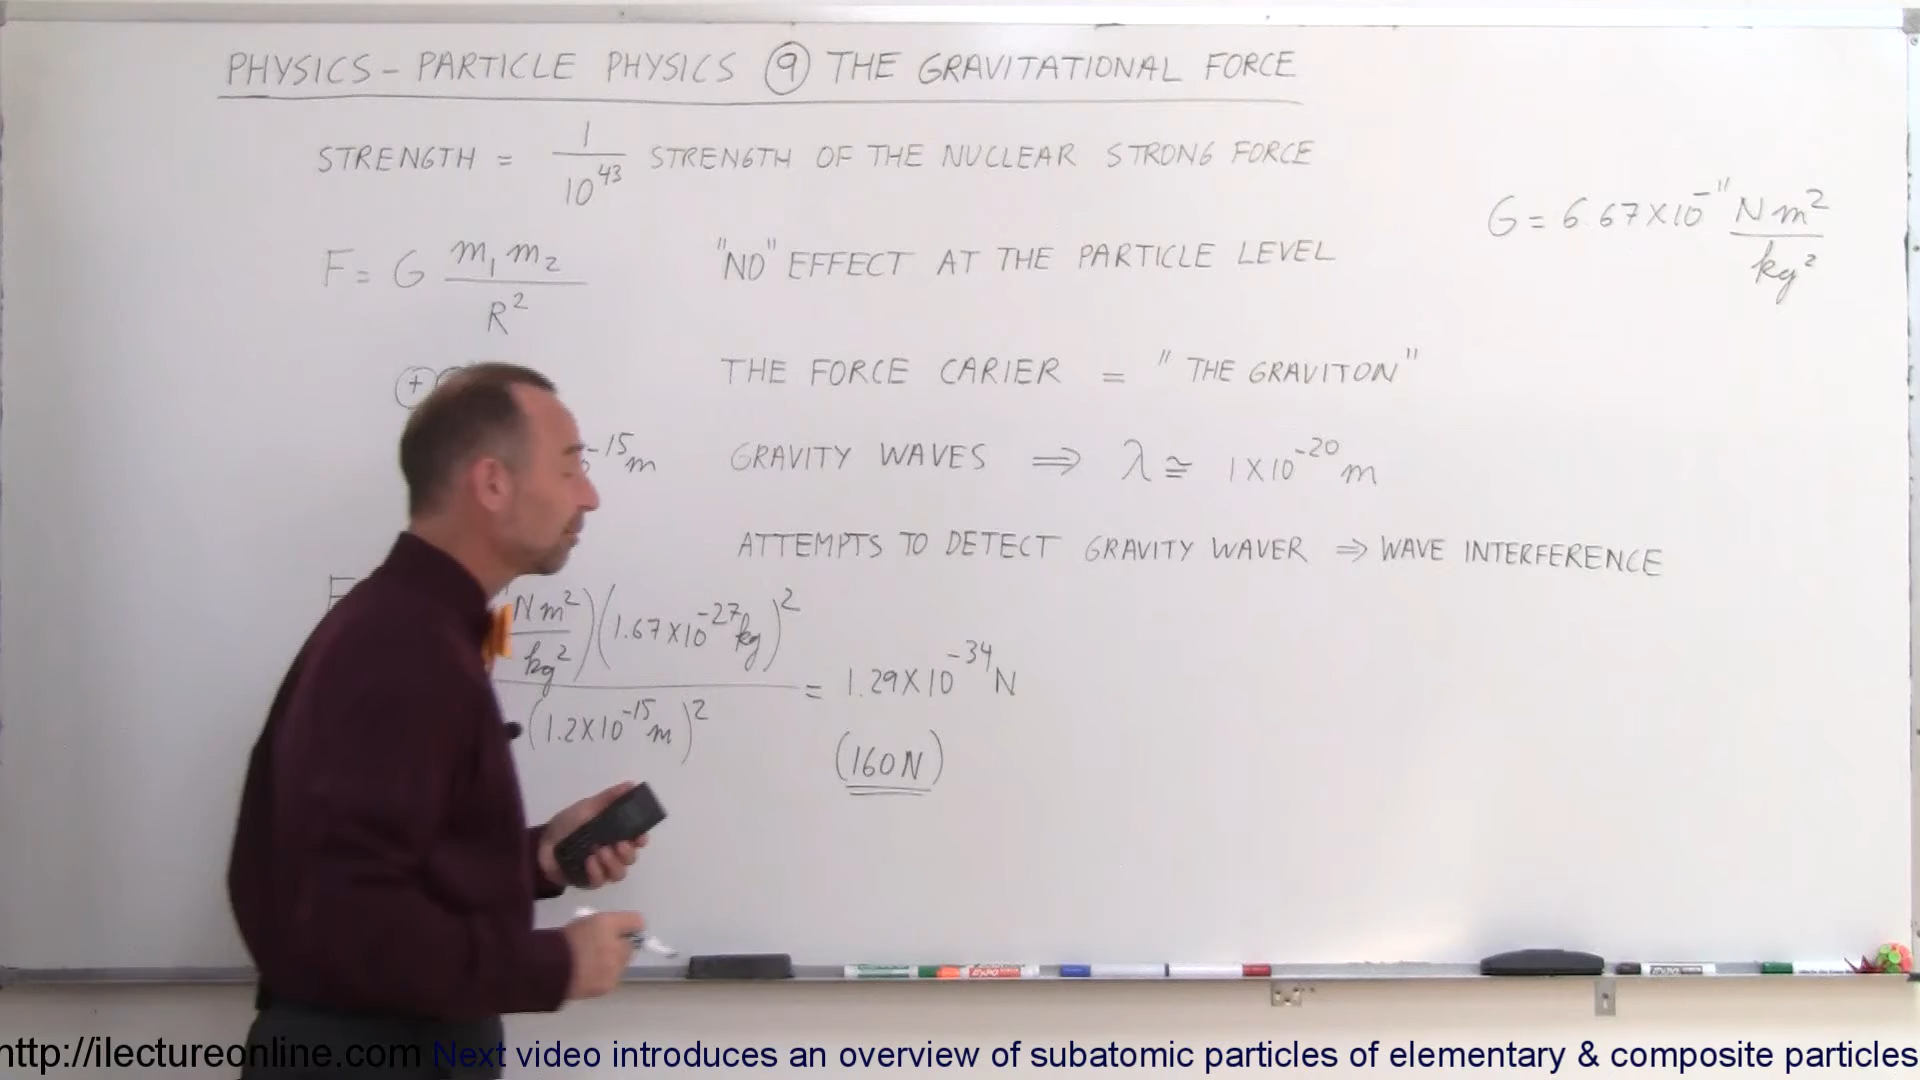 PHYSICS - PARTICLE PHYSICS ⑨ THE GRAVITATIONAL FORCE
STRENGTH = 1/10^43 STRENGTH OF THE NUCLEAR STRONG FORCE
G = 6.67 X 10^-11 N m^2/kg^2
F = G m₁ m₂/R^2
"NO" EFFECT AT THE PARTICLE LEVEL
+
THE FORCE CARIER = "THE GRAVITON"
-15 m
GRAVITY WAVES ⇒ λ ≅ 1 X 10^-20 m
ATTEMPTS TO DETECT GRAVITY WAVER ⇒ WAVE INTERFERENCE
F
N m^2/kg^2)(1.67 X 10^-27 kg)^2
(1.2 X 10^-15 m)^2
= 1.29 X 10^-34 N
(160 N)
EXPO
http://ilectureonline.com Next video introduces an overview of subatomic particles of elementary & composite particles